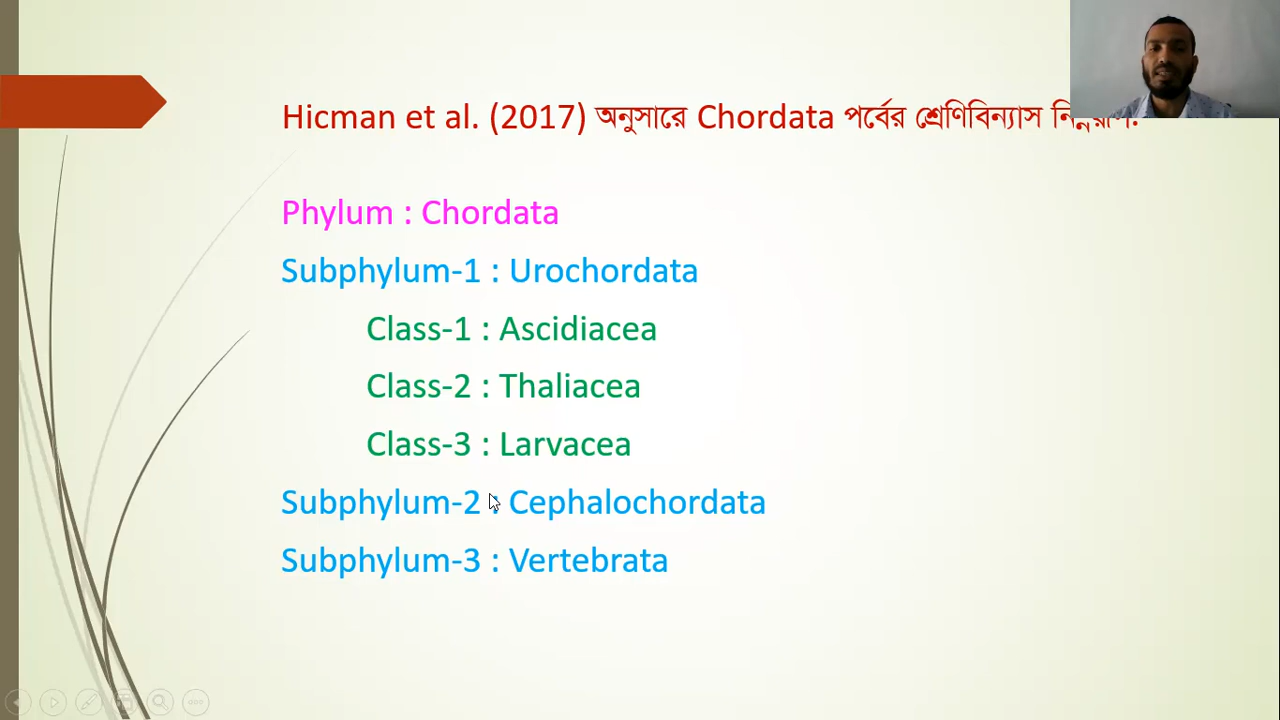 Hicman et al. (2017) অনুসারে Chordata পর্বের শ্রেণিবিন্যাস
Phylum : Chordata
Subphylum-1 : Urochordata
Class-1 : Ascidiacea
Class-2 : Thaliacea
Class-3 : Larvacea
Subphylum-2 : Cephalochordata
Subphylum-3 : Vertebrata